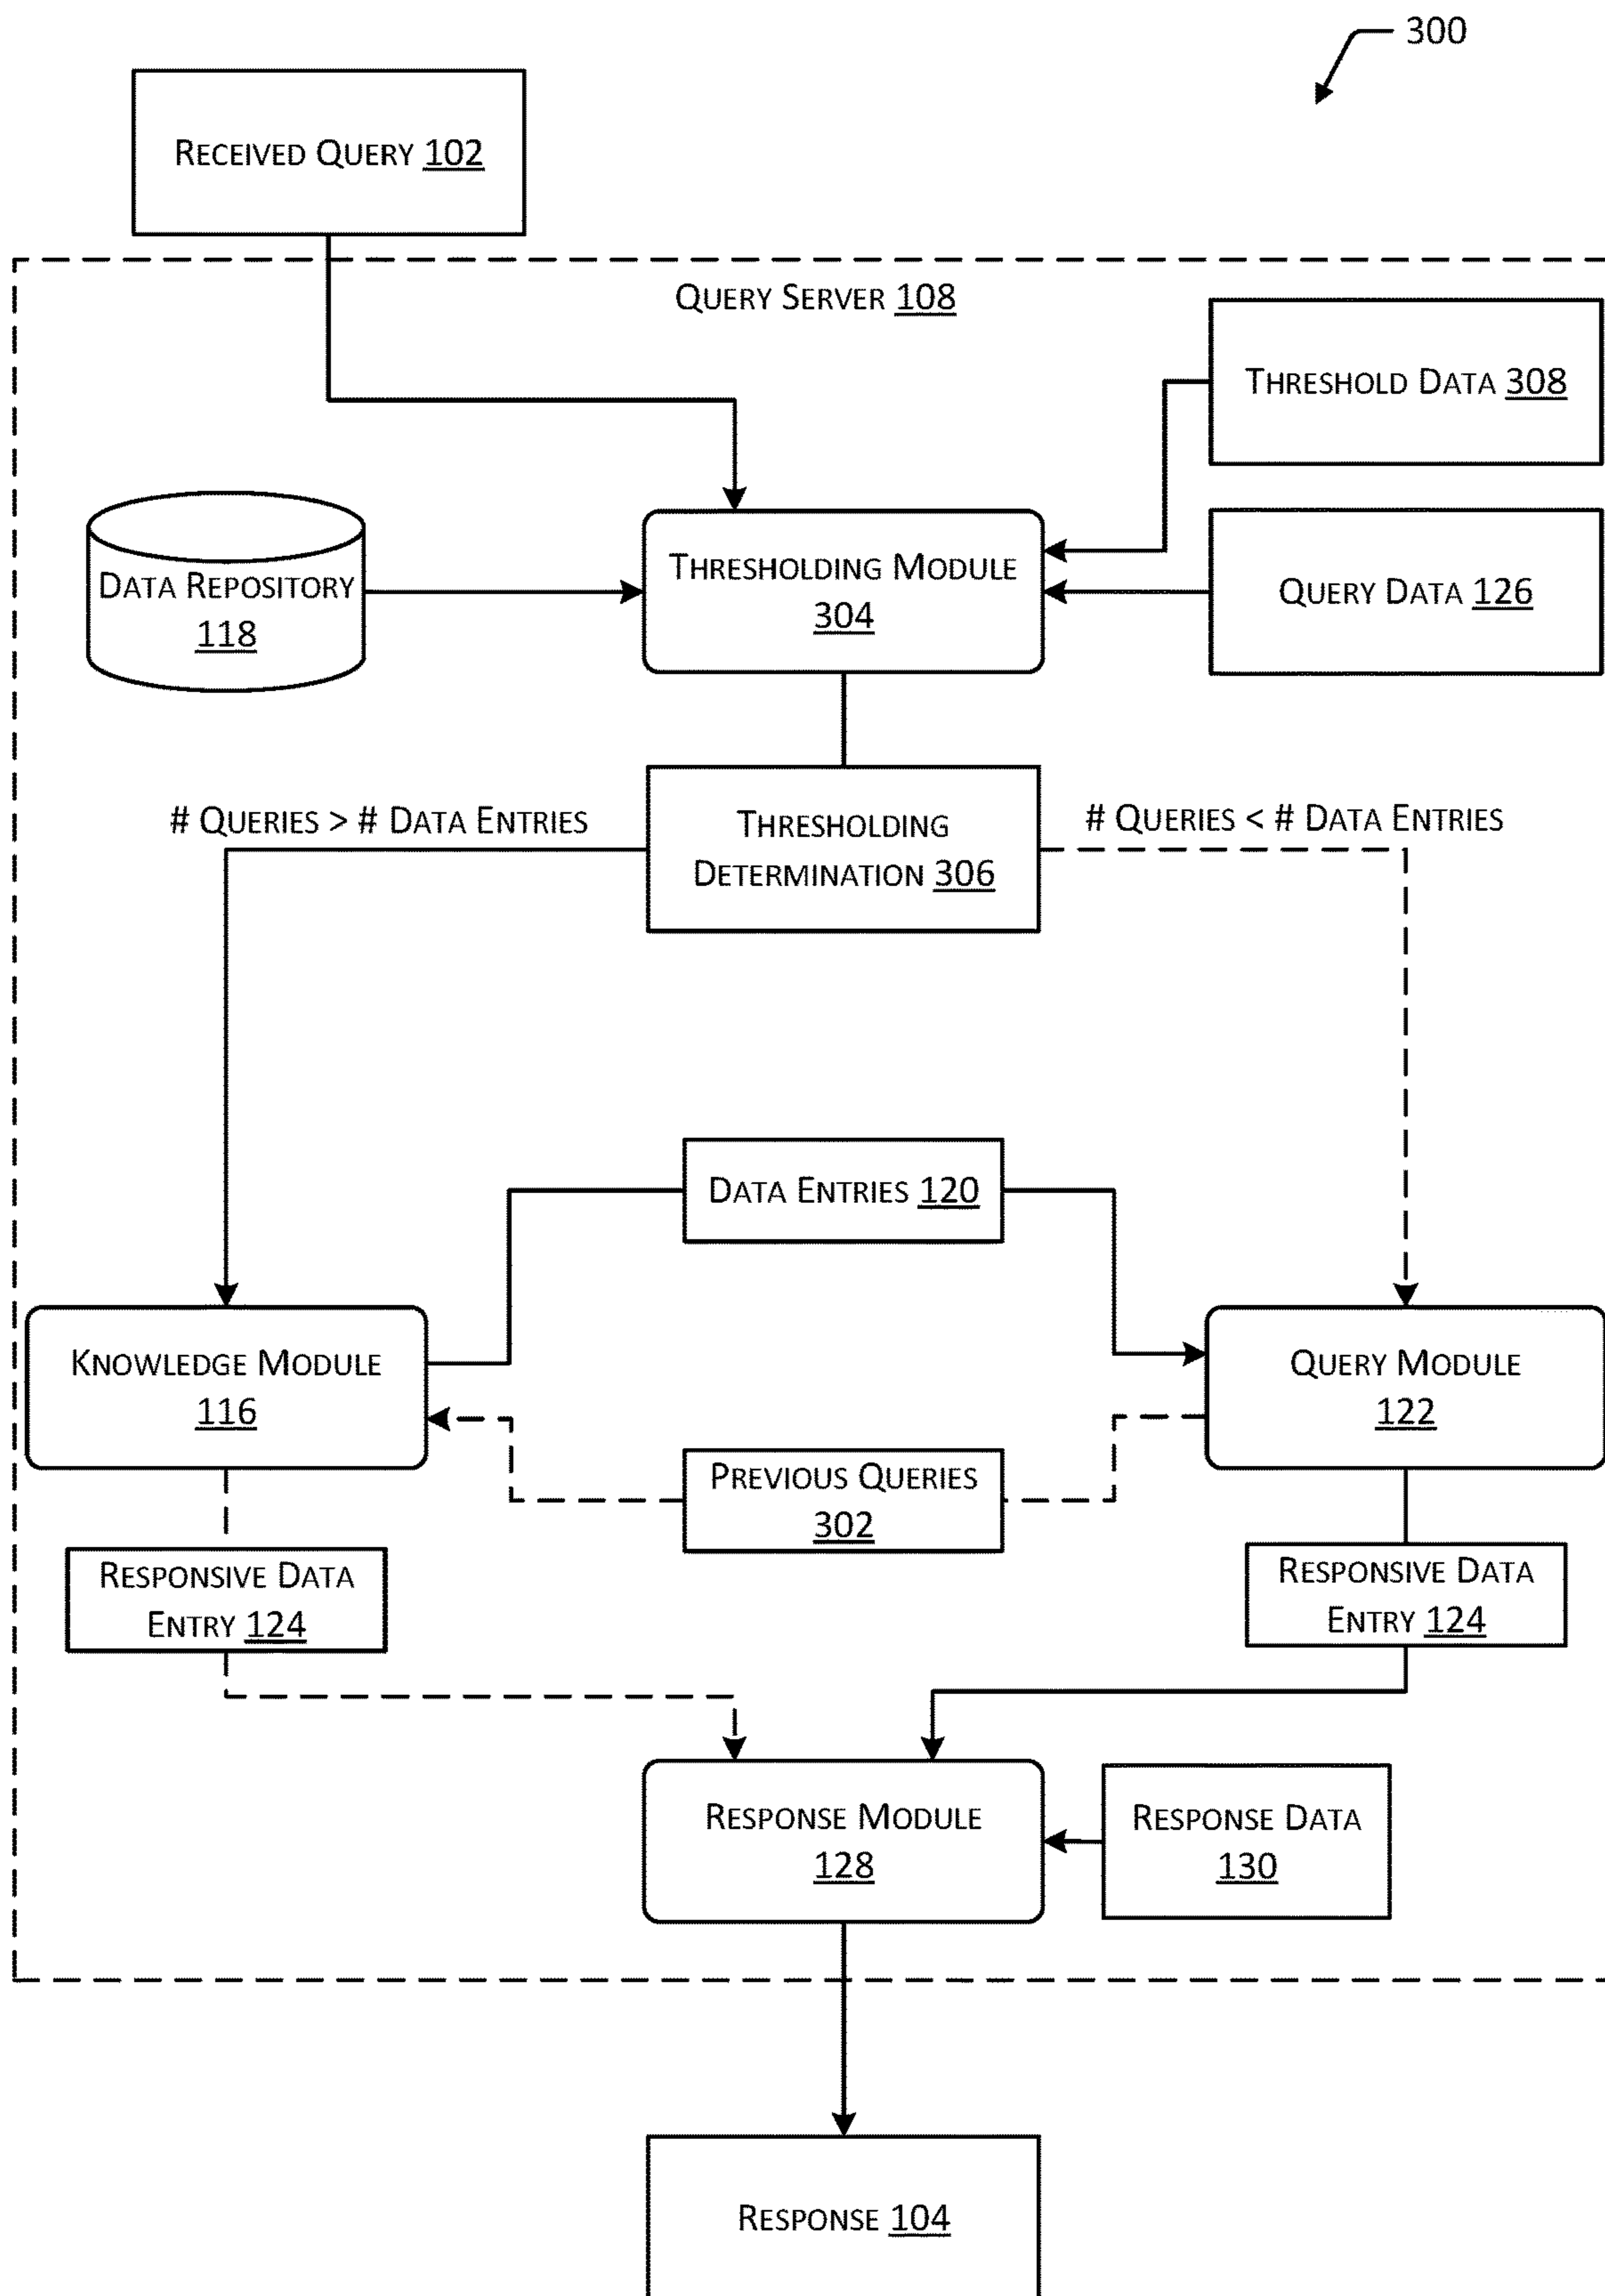 300
RECEIVED QUERY 102
QUERY SERVER 108
THRESHOLD DATA 308
DATA REPOSITORY
118
THRESHOLDING MODULE
304
QUERY DATA 126
# QUERIES > # DATA ENTRIES
THRESHOLDING
DETERMINATION 306
# QUERIES < # DATA ENTRIES
DATA ENTRIES 120
KNOWLEDGE MODULE
116
QUERY MODULE
122
PREVIOUS QUERIES
302
RESPONSIVE DATA
ENTRY 124
RESPONSIVE DATA
ENTRY 124
RESPONSE MODULE
128
RESPONSE DATA
130
RESPONSE 104